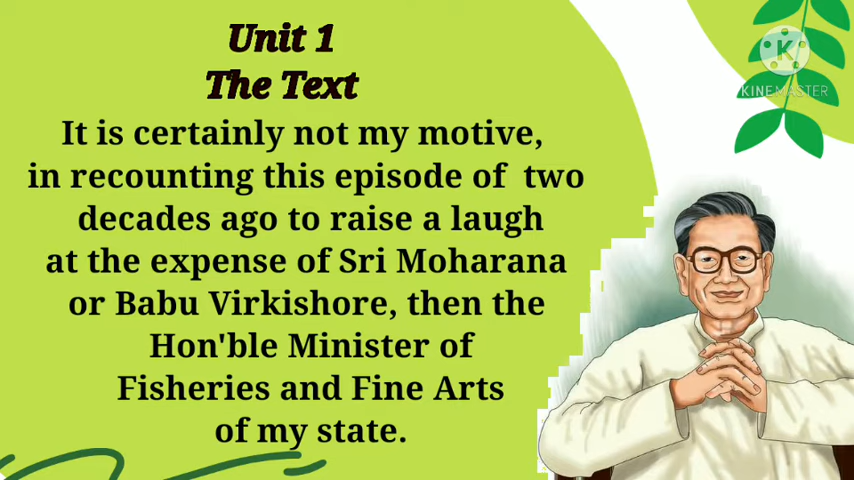 Unit 1
The Text
It is certainly not my motive,
in recounting this episode of two
decades ago to raise a laugh
at the expense of Sri Moharana
or Babu Virkishore, then the
Hon'ble Minister of
Fisheries and Fine Arts
of my state.
K
KINEMASTER